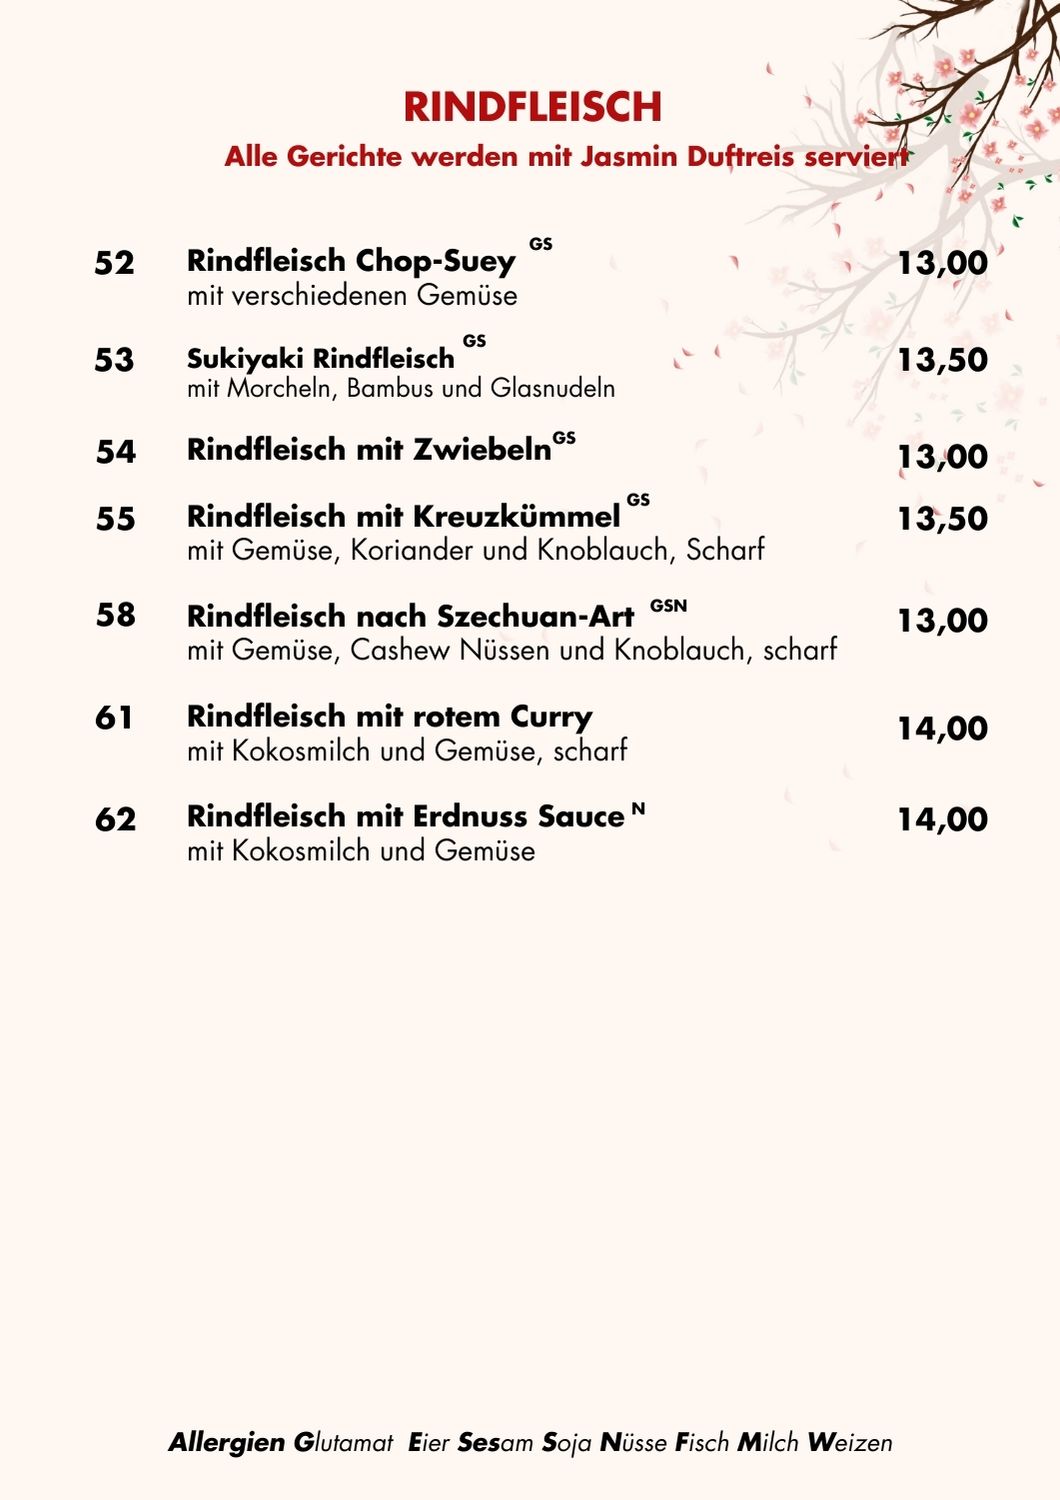 RINDFLEISCH
Alle Gerichte werden mit Jasmin Duftreis serviert
52 Rindfleisch Chop-Suey GS 13,00
mit verschiedenen Gemüse
53 Sukiyaki Rindfleisch GS 13,50
mit Morcheln, Bambus und Glasnudeln
54 Rindfleisch mit Zwiebeln GS 13,00
55 Rindfleisch mit Kreuzkümmel GS 13,50
mit Gemüse, Koriander und Knoblauch, Scharf
58 Rindfleisch nach Szechuan-Art GSN 13,00
mit Gemüse, Cashew Nüssen und Knoblauch, scharf
61 Rindfleisch mit rotem Curry 14,00
mit Kokosmilch und Gemüse, scharf
62 Rindfleisch mit Erdnuss Sauce N 14,00
mit Kokosmilch und Gemüse
Allergien Glutamat Eier Sesam Soja Nüsse Fisch Milch Weizen